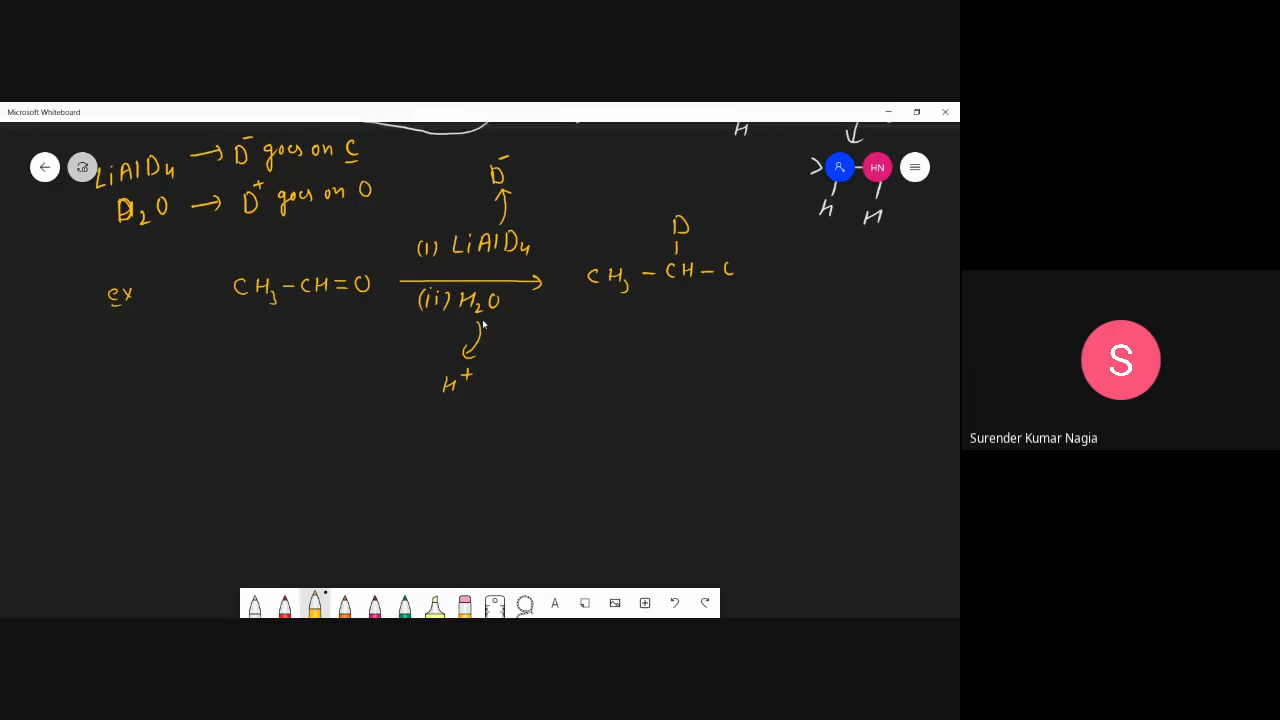 Microsoft Whiteboard
H
LiAlD4 → D⁻ goes on C
D2O → D⁺ goes on O
HN
H H
D⁻
(i) LiAlD4
D
ex CH3-CH=O CH3-CH-C
(ii) H2O
H⁺
S
Surender Kumar Nagia
A